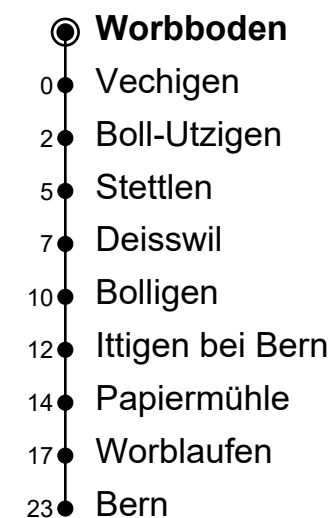 Worbboden
0 Vechigen
2 Boll-Utzigen
5 Stettlen
7 Deisswil
10 Bolligen
12 Ittigen bei Bern
14 Papiermühle
17 Worblaufen
23 Bern